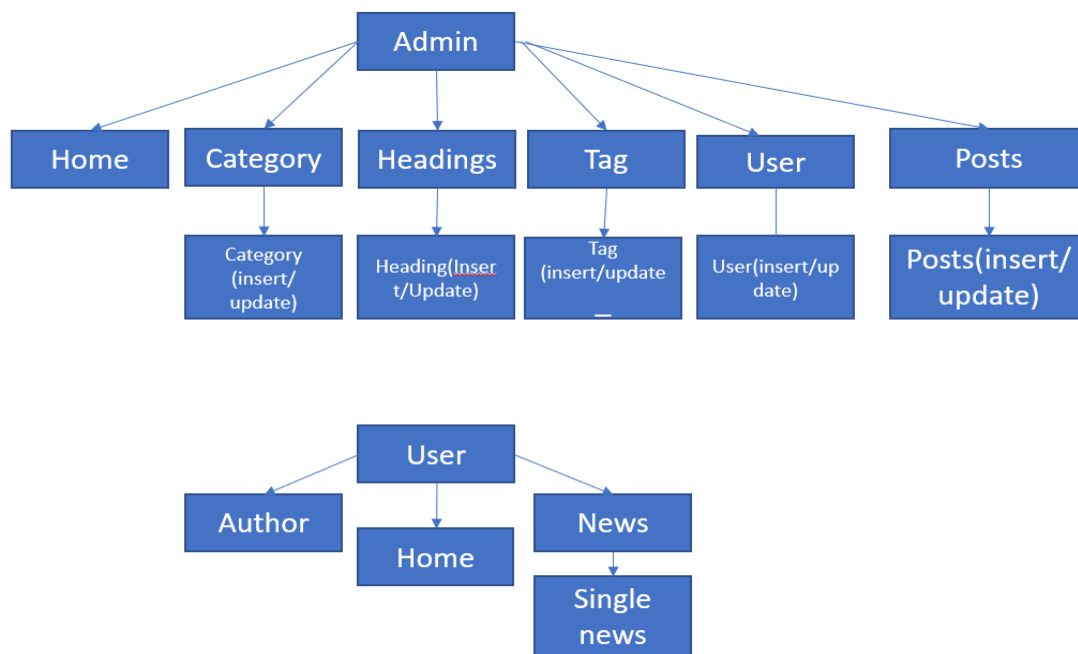 Admin
Home
Category
Headings
Tag
User
Posts
Category
(insert/
update)
Heading(Inser
t/Update)
Tag
(insert/update
_
User(insert/up
date)
Posts(insert/
update)
User
Author
Home
News
Single
news